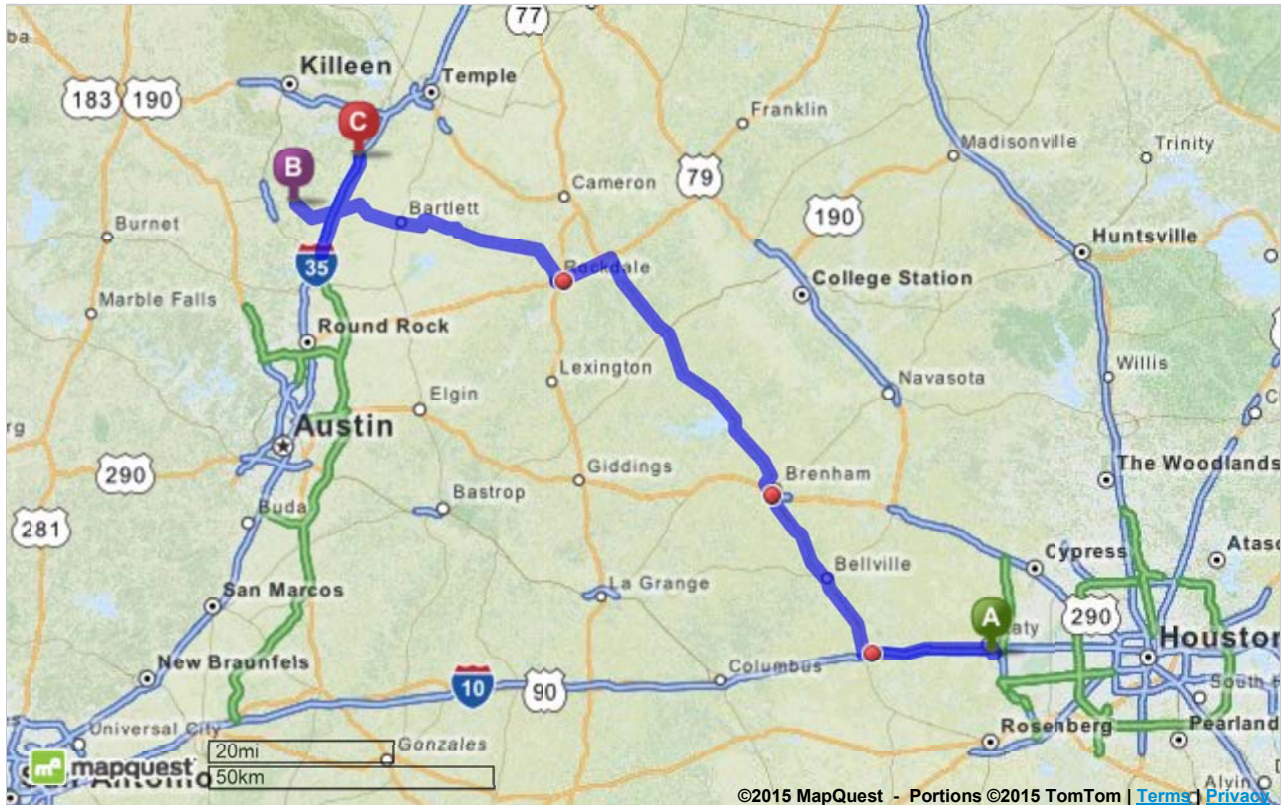 77
ba
Killeen
Temple
183
190
Franklin
C
Madisonville
Trinity
B
79
Cameron
190
Burnet
Bartlett
Huntsville
35
Rockdale
College Station
Marble Falls
Round Rock
Willis
Lexington
Navasota
Elgin
C
rg
Austin
290
Giddings
Brenham
The Woodlands
Bastrop
281
Buda
Cypress
Atasc
Bellville
La Grange
San Marcos
A
290
aty
Houston
New Braunfels
Columbus
10
90
South H
Universal City
Rosenberg
Pearland
20mi
Gonzales
mapquest
San Antonio
50km
Alvin
©2015 MapQuest - Portions ©2015 TomTom | Terms | Privacy